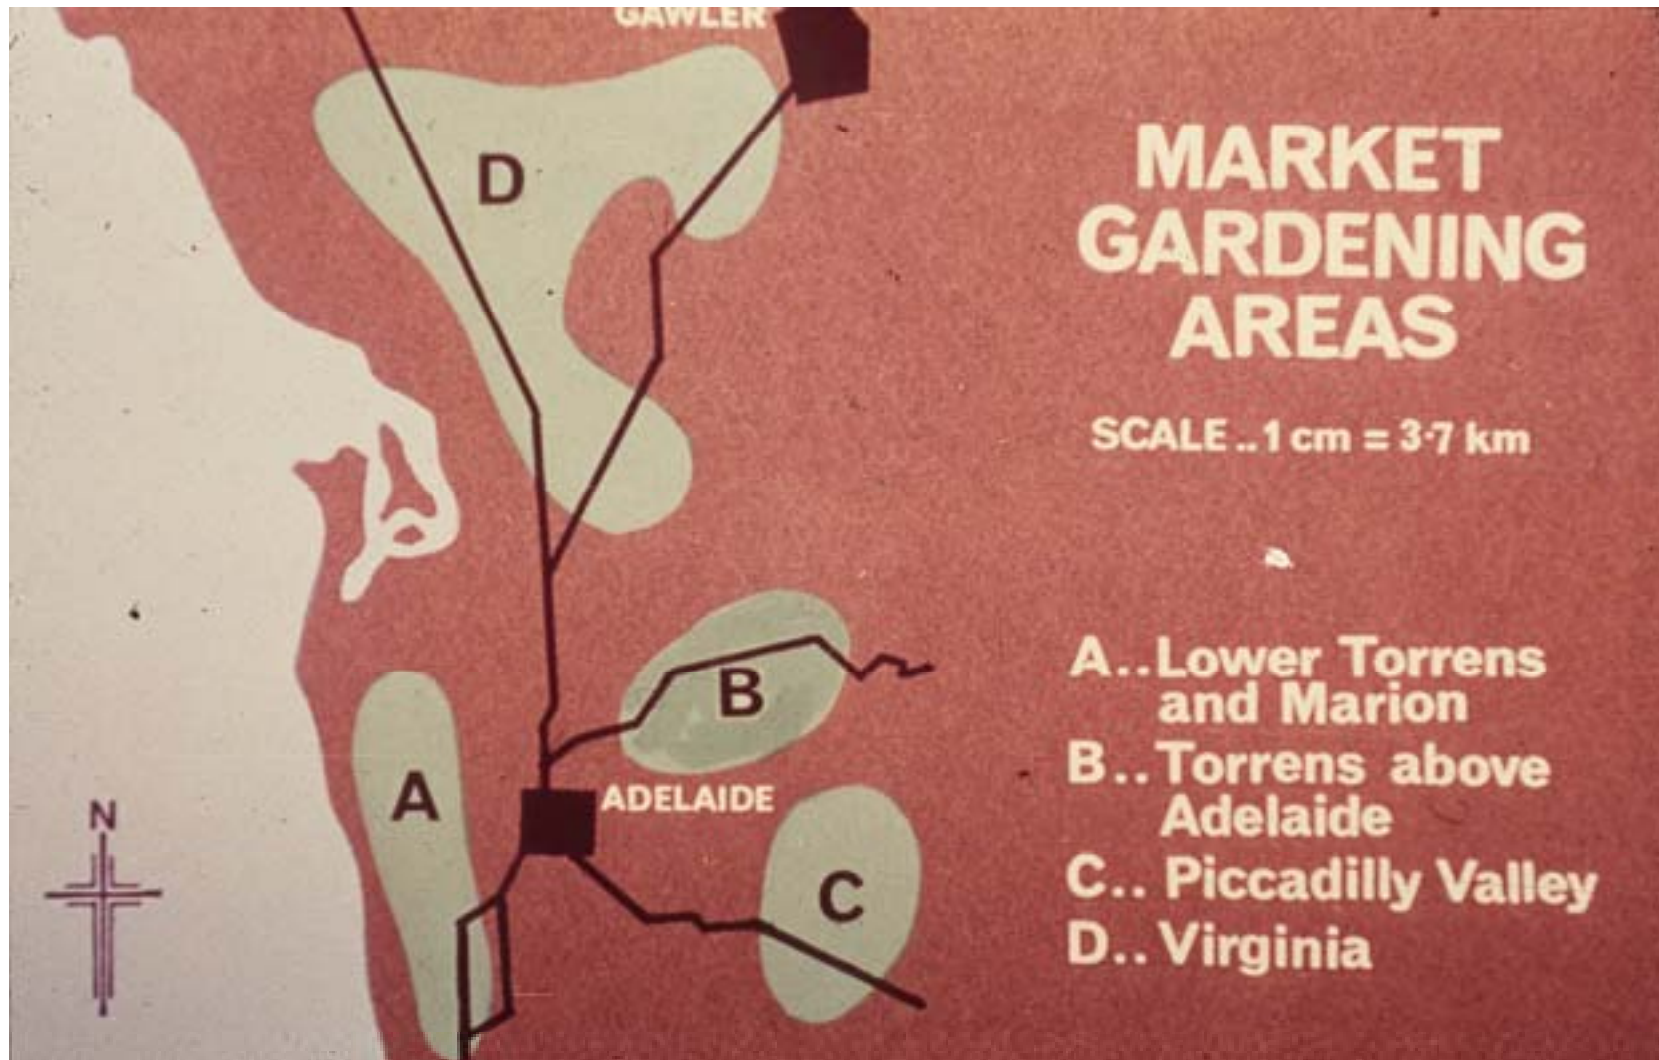 GAWLER
D
MARKET
GARDENING
AREAS
SCALE .. 1 cm = 3·7 km
B
A
ADELAIDE
N
C
A.. Lower Torrens
and Marion
B.. Torrens above
Adelaide
C.. Piccadilly Valley
D.. Virginia